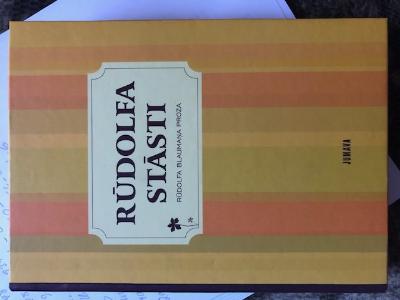 RŪDOLFA
STĀSTI
RŪDOLFA BLAUMAŅA PROZA
JUMAVA